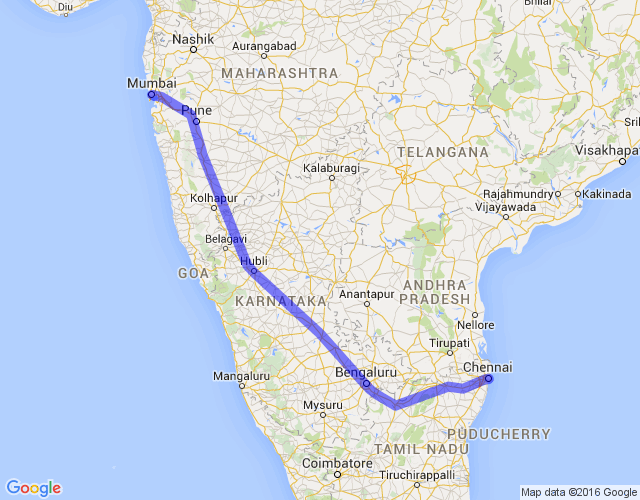 Diu
Nashik
Aurangabad
Bhilai
MAHARASHTRA
Mumbai
Pune
TELANGANA
Visakhapa
Kalaburagi
Kolhapur
Rajahmundry
Kakinada
Vijayawada
Belagavi
Hubli
GOA
KARNATAKA
Anantapur
ANDHRA
PRADESH
Nellore
Tirupati
Chennai
Bengaluru
Mangaluru
Mysuru
PUDUCHERRY
TAMIL NADU
Coimbatore
Tiruchirappalli
Google
Map data ©2016 Google